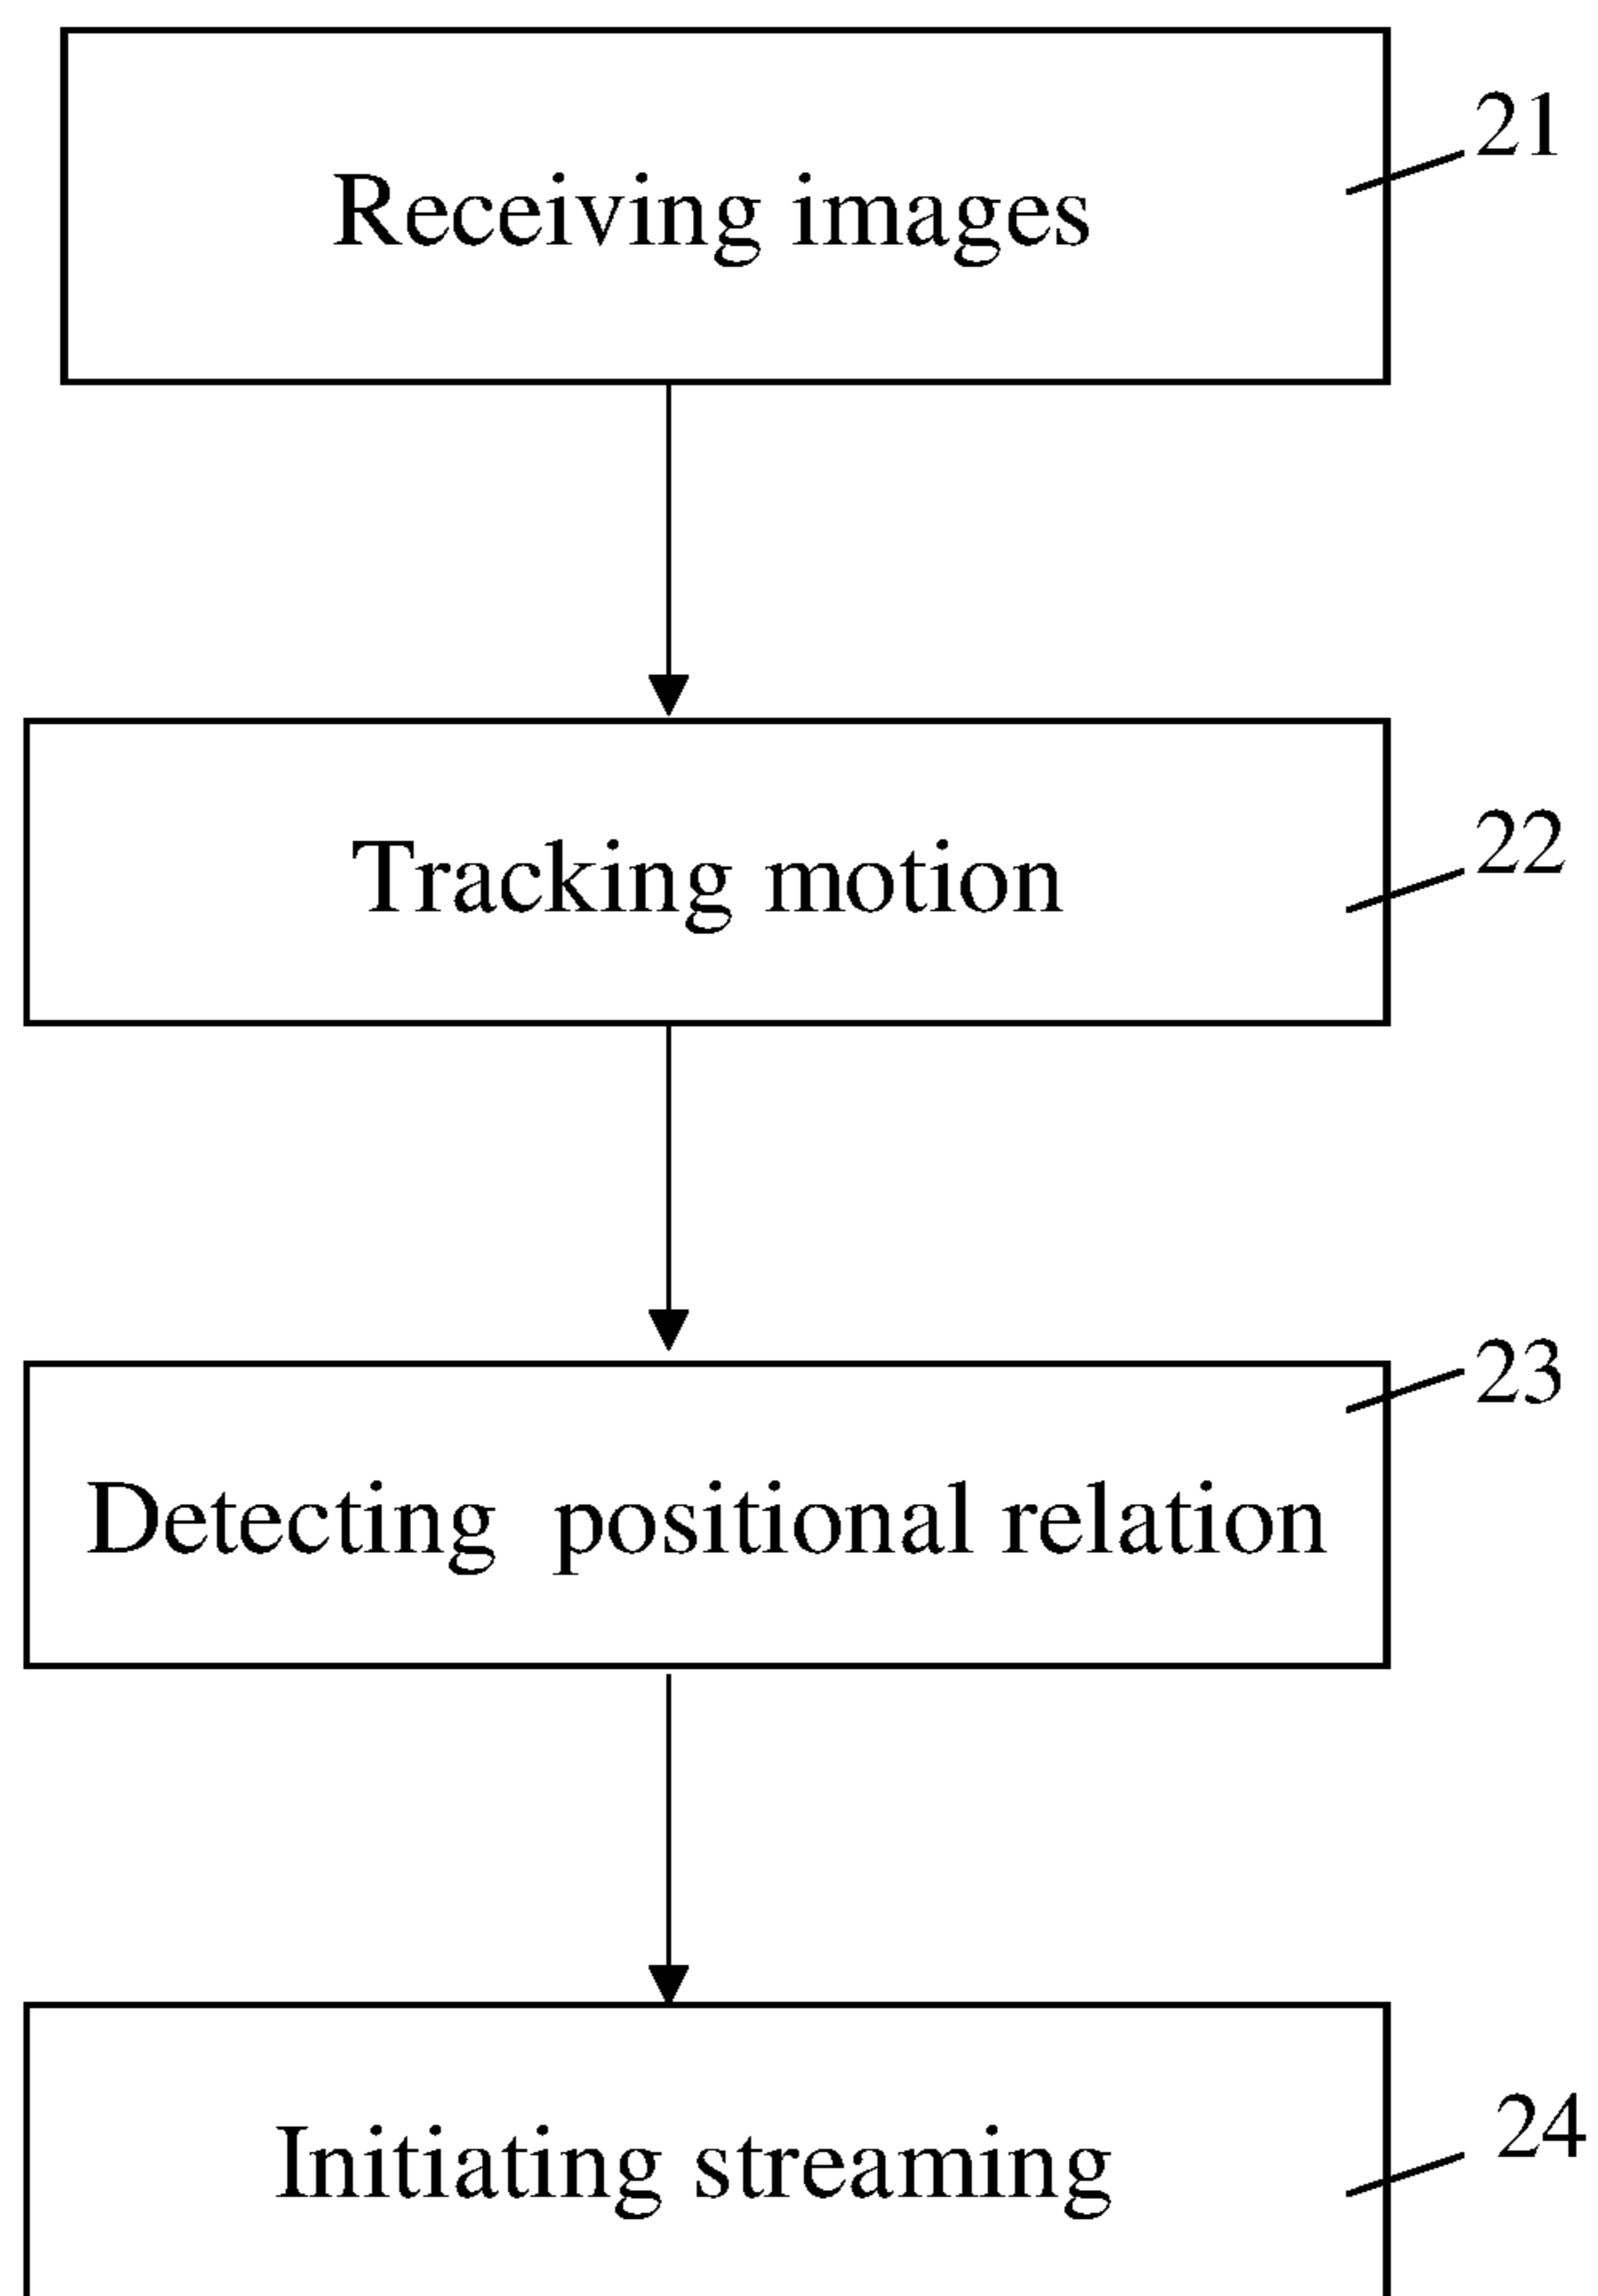 Receiving images
21
Tracking motion
22
23
Detecting positional relation
Initiating streaming
24